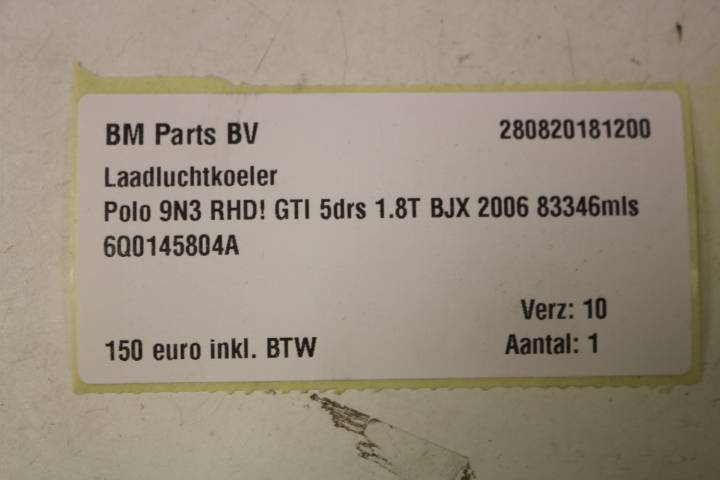 BM Parts BV 280820181200
Laadluchtkoeler
Polo 9N3 RHD! GTI 5drs 1.8T BJX 2006 83346mls
6Q0145804A
Verz: 10
150 euro inkl. BTW Aantal: 1